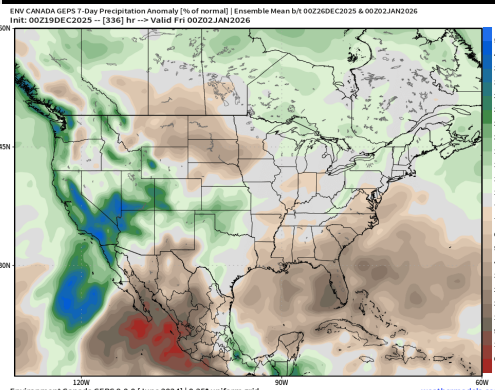 ENV CANADA GEPS 7-Day Precipitation Anomaly [% of normal] | Ensemble Mean b/t 00Z26DEC2025 & 00Z02JAN2026
Init: 00Z19DEC2025 -- [336] hr --> Valid Fri 00Z02JAN2026
50N
45N
30N
120W
90W
60W